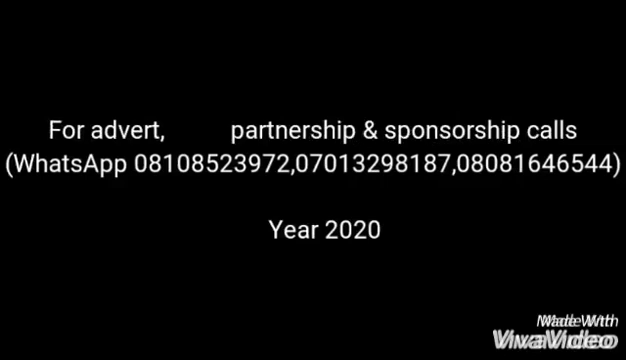 For advert, partnership & sponsorship calls
(WhatsApp 08108523972,07013298187,08081646544)
Year 2020
Made With
VivaVideo